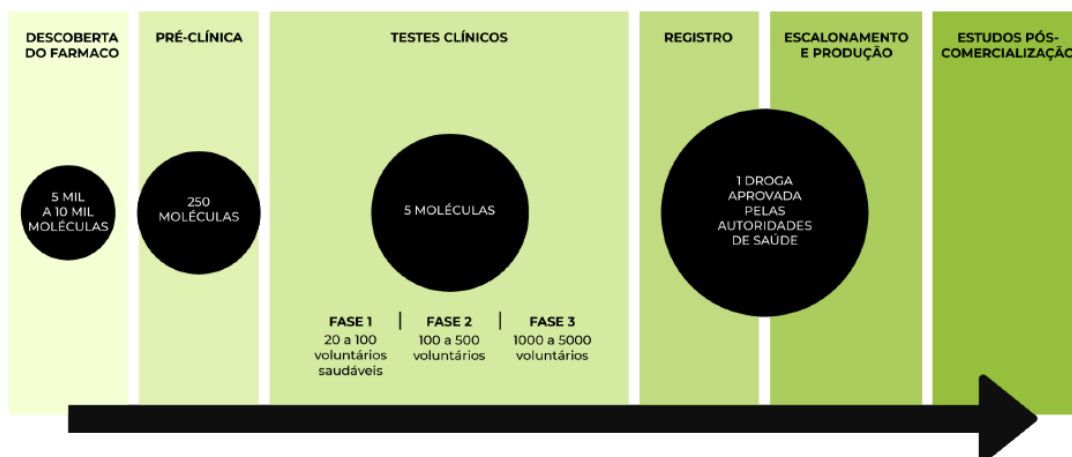 DESCOBERTA
DO FARMACO
PRÉ-CLÍNICA
TESTES CLÍNICOS
REGISTRO
ESCALONAMENTO
E PRODUÇÃO
ESTUDOS PÓS-
COMERCIALIZAÇÃO
5 MIL
A 10 MIL
MOLÉCULAS
250
MOLÉCULAS
5 MOLÉCULAS
1 DROGA
APROVADA
PELAS
AUTORIDADES
DE SAÚDE
FASE 1
20 a 100
voluntários
saudáveis
FASE 2
100 a 500
voluntários
FASE 3
1000 a 5000
voluntários